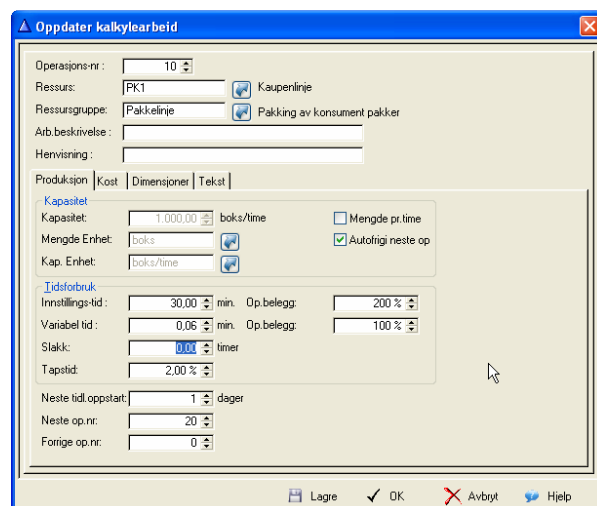 Oppdater kalkylearbeid
Operasjons-nr : 10
Ressurs: PK1 Kaupenlinje
Ressursgruppe: Pakkelinje Pakking av konsument pakker
Arb.beskrivelse :
Henvisning :
Produksjon Kost Dimensjoner Tekst
Kapasitet
Kapasitet: 1.000,00 boks/time Mengde pr.time
Mengde Enhet: boks Autofrigi neste op
Kap. Enhet: boks/time
Tidsforbruk
Innstillings-tid : 30,00 min. Op.belegg: 200 %
Variabel tid : 0,06 min. Op.belegg: 100 %
Slakk: 0,00 timer
Tapstid: 2,00 %
Neste tidl.oppstart: 1 dager
Neste op.nr: 20
Forrige op.nr: 0
Lagre OK Avbryt Hjelp